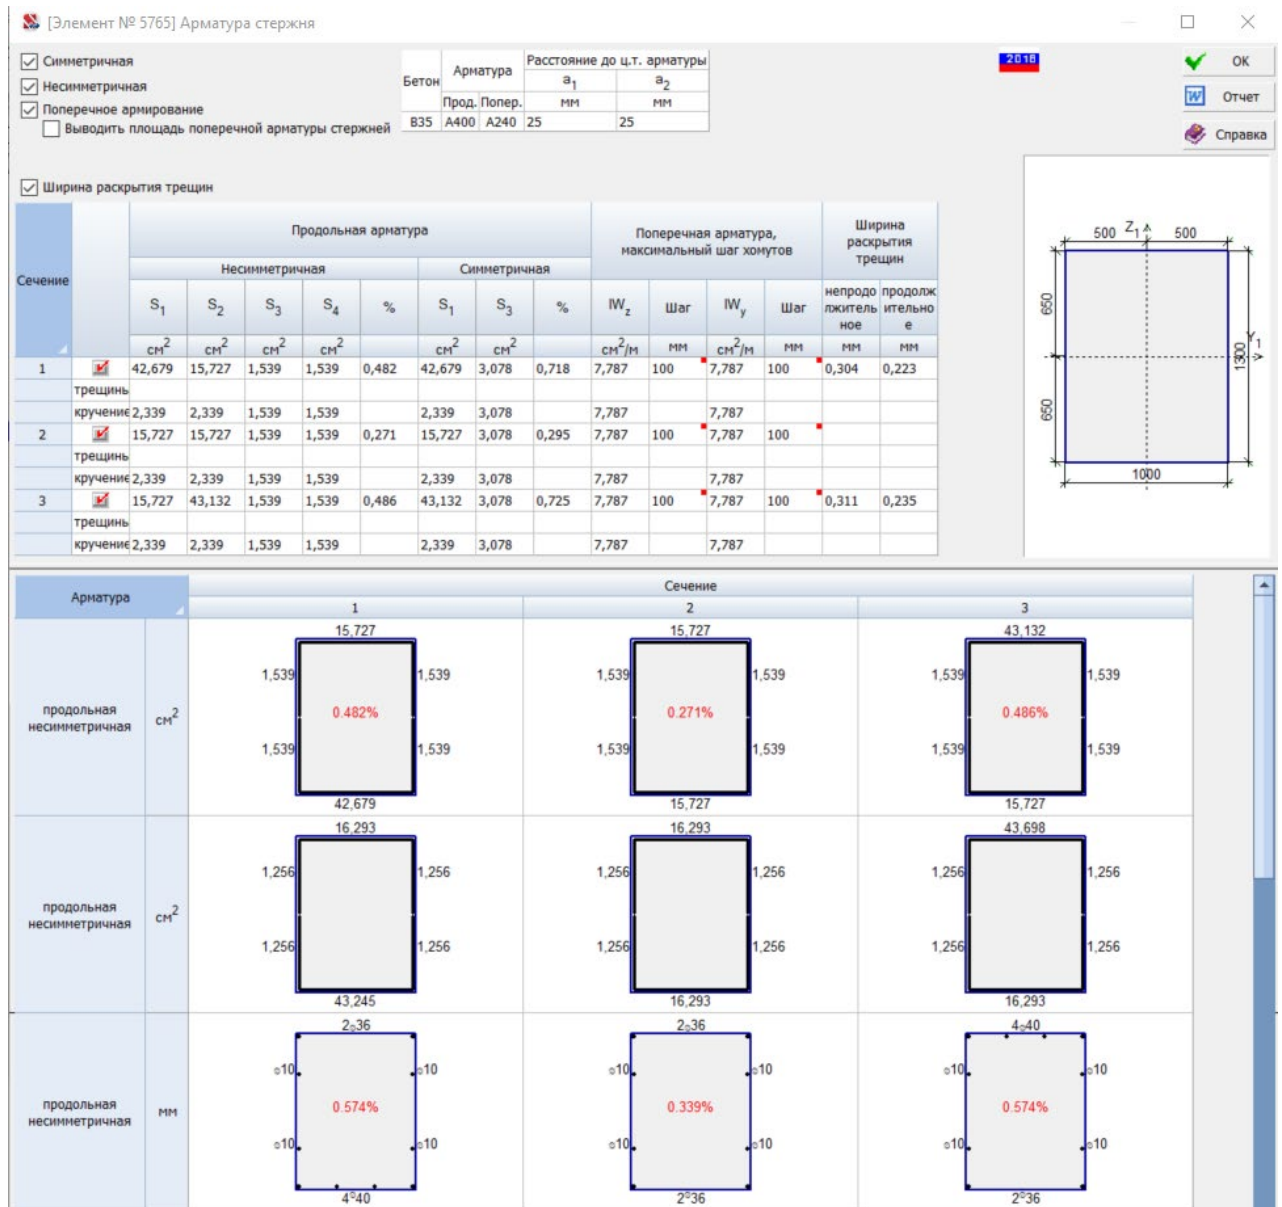 [Элемент № 5765] Арматура стержня
Симметричная
Несимметричная
Поперечное армирование
Выводить площадь поперечной арматуры стержней
Ширина раскрытия трещин
Бетон Арматура Расстояние до ц.т. арматуры
a1 a2
Прод. Попер. мм мм
B35 A400 A240 25 25
2018
OK
Отчет
Справка
Сечение Продольная арматура Поперечная арматура, максимальный шаг хомутов Ширина раскрытия трещин
Несимметричная Симметричная
S1 S2 S3 S4 % S1 S3 % IWz Шаг IWy Шаг непродолжительное продолжительное
см2 см2 см2 см2 см2 см2 см2/м мм см2/м мм мм мм
1 42,679 15,727 1,539 1,539 0,482 42,679 3,078 0,718 7,787 100 7,787 100 0,304 0,223
трещины
кручение 2,339 2,339 1,539 1,539 2,339 3,078 7,787 7,787
2 15,727 15,727 1,539 1,539 0,271 15,727 3,078 0,295 7,787 100 7,787 100
трещины
кручение 2,339 2,339 1,539 1,539 2,339 3,078 7,787 7,787
3 15,727 43,132 1,539 1,539 0,486 43,132 3,078 0,725 7,787 100 7,787 100 0,311 0,235
трещины
кручение 2,339 2,339 1,539 1,539 2,339 3,078 7,787 7,787
500 Z1 500
650
Y1
1300
650
1000
Арматура Сечение
1 2 3
15,727 15,727 43,132
1,539 1,539 1,539 1,539 1,539 1,539
продольная несимметричная см2 0.482% 0.271% 0.486%
1,539 1,539 1,539 1,539 1,539 1,539
42,679 15,727 15,727
16,293 16,293 43,698
1,256 1,256 1,256 1,256 1,256 1,256
продольная несимметричная см2
1,256 1,256 1,256 1,256 1,256 1,256
43,245 16,293 16,293
2⌀36 2⌀36 4⌀40
⌀10 ⌀10 ⌀10 ⌀10 ⌀10 ⌀10
продольная несимметричная мм 0.574% 0.339% 0.574%
⌀10 ⌀10 ⌀10 ⌀10 ⌀10 ⌀10
4⌀40 2⌀36 2⌀36